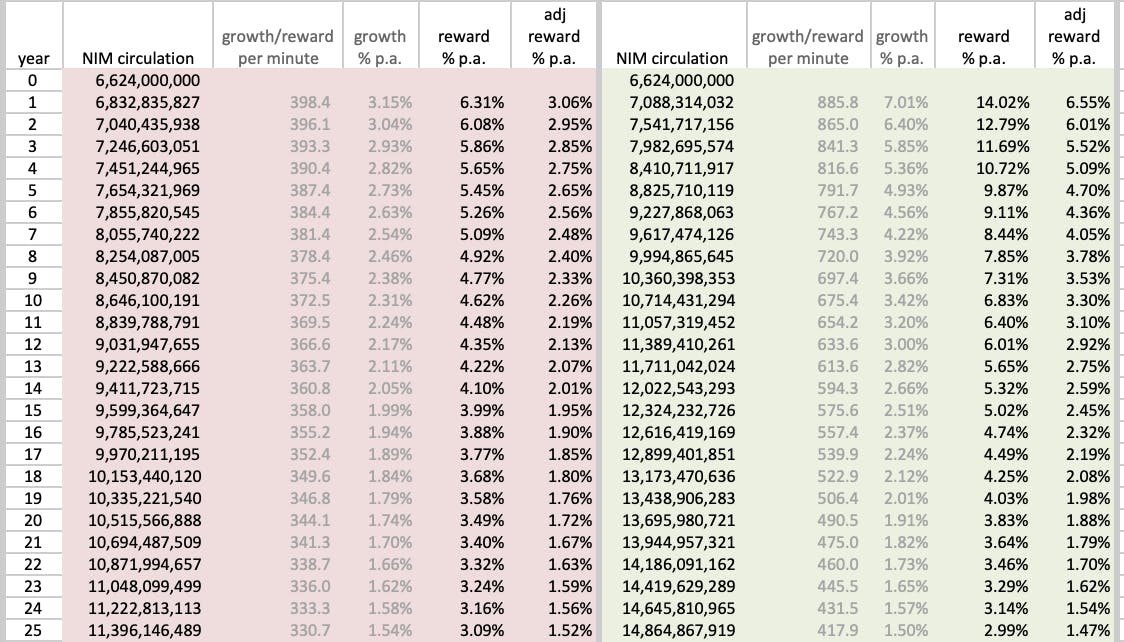 adj adj
growth/reward growth reward reward growth/reward growth reward reward
year NIM circulation per minute % p.a. % p.a. % p.a. NIM circulation per minute % p.a. % p.a. % p.a.
0 6,624,000,000 6,624,000,000
1 6,832,835,827 398.4 3.15% 6.31% 3.06% 7,088,314,032 885.8 7.01% 14.02% 6.55%
2 7,040,435,938 396.1 3.04% 6.08% 2.95% 7,541,717,156 865.0 6.40% 12.79% 6.01%
3 7,246,603,051 393.3 2.93% 5.86% 2.85% 7,982,695,574 841.3 5.85% 11.69% 5.52%
4 7,451,244,965 390.4 2.82% 5.65% 2.75% 8,410,711,917 816.6 5.36% 10.72% 5.09%
5 7,654,321,969 387.4 2.73% 5.45% 2.65% 8,825,710,119 791.7 4.93% 9.87% 4.70%
6 7,855,820,545 384.4 2.63% 5.26% 2.56% 9,227,868,063 767.2 4.56% 9.11% 4.36%
7 8,055,740,222 381.4 2.54% 5.09% 2.48% 9,617,474,126 743.3 4.22% 8.44% 4.05%
8 8,254,087,005 378.4 2.46% 4.92% 2.40% 9,994,865,645 720.0 3.92% 7.85% 3.78%
9 8,450,870,082 375.4 2.38% 4.77% 2.33% 10,360,398,353 697.4 3.66% 7.31% 3.53%
10 8,646,100,191 372.5 2.31% 4.62% 2.26% 10,714,431,294 675.4 3.42% 6.83% 3.30%
11 8,839,788,791 369.5 2.24% 4.48% 2.19% 11,057,319,452 654.2 3.20% 6.40% 3.10%
12 9,031,947,655 366.6 2.17% 4.35% 2.13% 11,389,410,261 633.6 3.00% 6.01% 2.92%
13 9,222,588,666 363.7 2.11% 4.22% 2.07% 11,711,042,024 613.6 2.82% 5.65% 2.75%
14 9,411,723,715 360.8 2.05% 4.10% 2.01% 12,022,543,293 594.3 2.66% 5.32% 2.59%
15 9,599,364,647 358.0 1.99% 3.99% 1.95% 12,324,232,726 575.6 2.51% 5.02% 2.45%
16 9,785,523,241 355.2 1.94% 3.88% 1.90% 12,616,419,169 557.4 2.37% 4.74% 2.32%
17 9,970,211,195 352.4 1.89% 3.77% 1.85% 12,899,401,851 539.9 2.24% 4.49% 2.19%
18 10,153,440,120 349.6 1.84% 3.68% 1.80% 13,173,470,636 522.9 2.12% 4.25% 2.08%
19 10,335,221,540 346.8 1.79% 3.58% 1.76% 13,438,906,283 506.4 2.01% 4.03% 1.98%
20 10,515,566,888 344.1 1.74% 3.49% 1.72% 13,695,980,721 490.5 1.91% 3.83% 1.88%
21 10,694,487,509 341.3 1.70% 3.40% 1.67% 13,944,957,321 475.0 1.82% 3.64% 1.79%
22 10,871,994,657 338.7 1.66% 3.32% 1.63% 14,186,091,162 460.0 1.73% 3.46% 1.70%
23 11,048,099,499 336.0 1.62% 3.24% 1.59% 14,419,629,289 445.5 1.65% 3.29% 1.62%
24 11,222,813,113 333.3 1.58% 3.16% 1.56% 14,645,810,965 431.5 1.57% 3.14% 1.54%
25 11,396,146,489 330.7 1.54% 3.09% 1.52% 14,864,867,919 417.9 1.50% 2.99% 1.47%